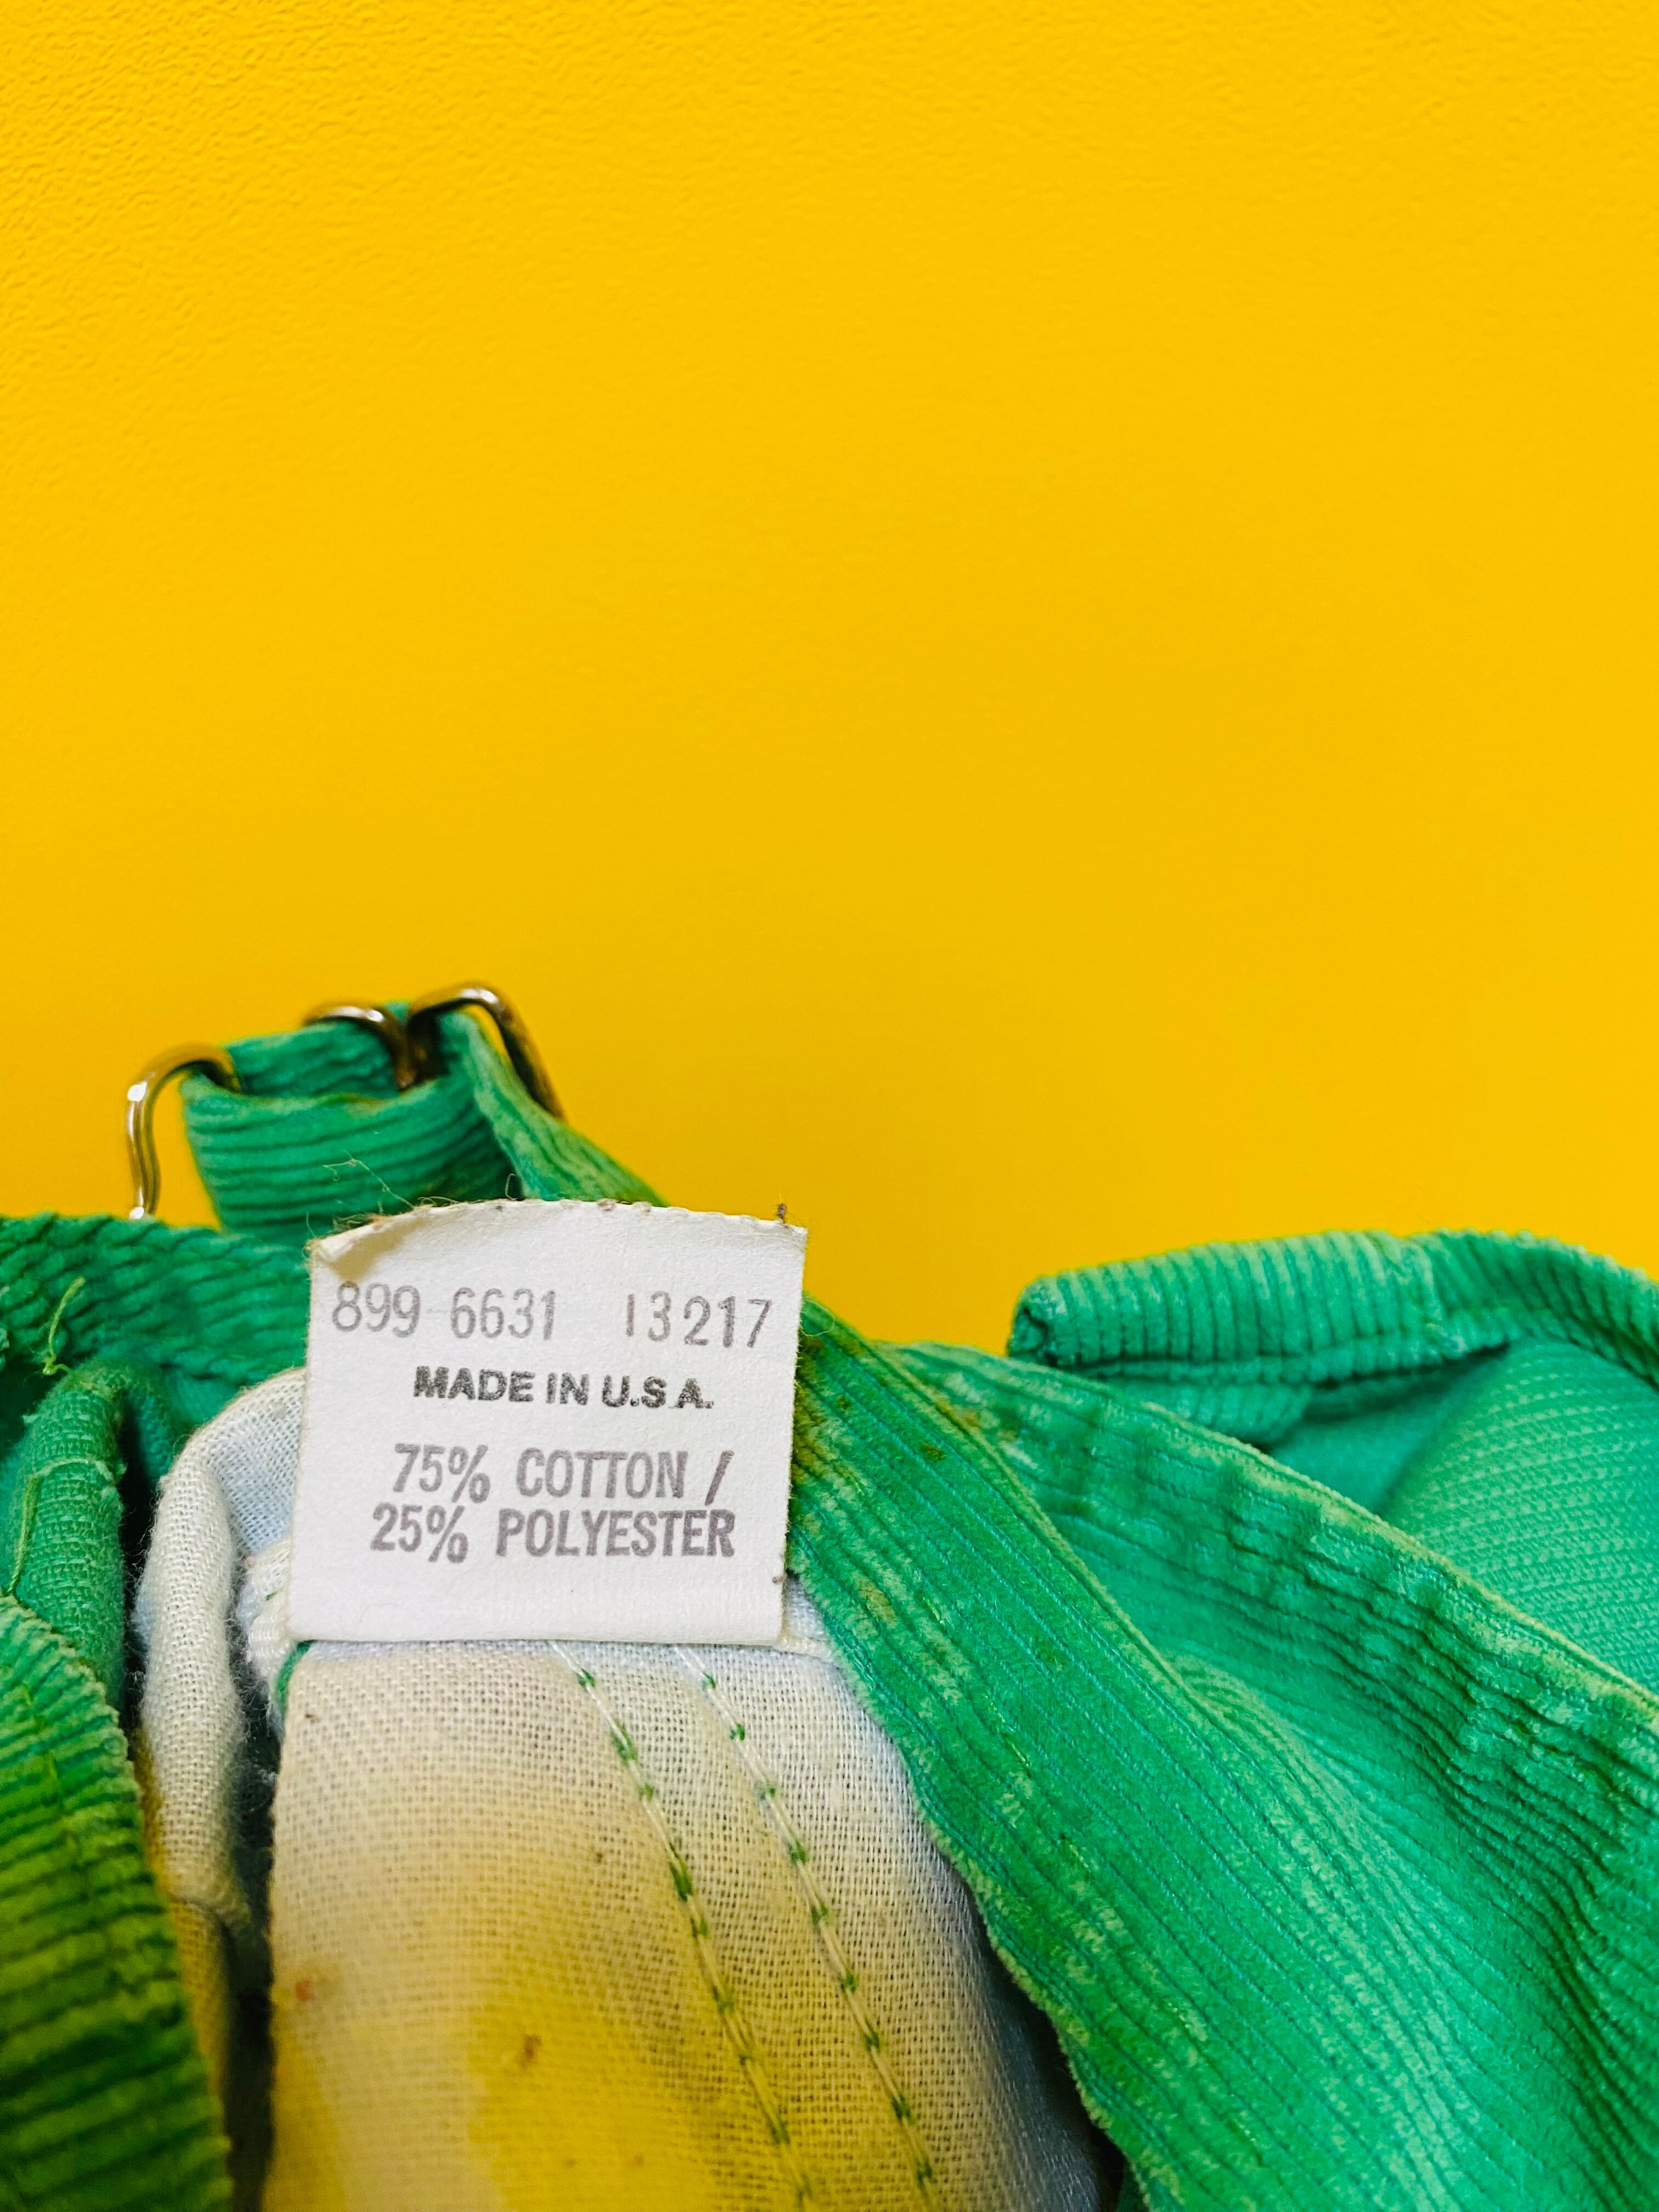 899-6631 13217
MADE IN U.S.A.
75% COTTON /
25% POLYESTER